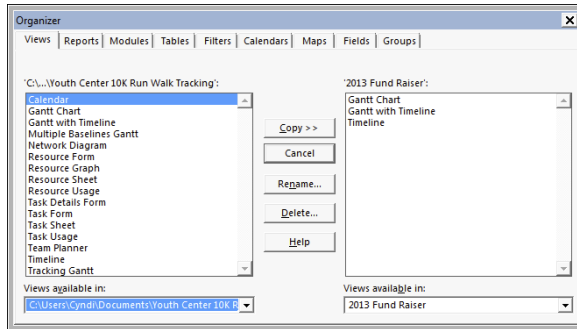 Organizer
Views Reports Modules Tables Filters Calendars Maps Fields Groups
'C:\...\Youth Center 10K Run Walk Tracking':
Calendar
Gantt Chart
Gantt with Timeline
Multiple Baselines Gantt
Network Diagram
Resource Form
Resource Graph
Resource Sheet
Resource Usage
Task Details Form
Task Form
Task Sheet
Task Usage
Team Planner
Timeline
Tracking Gantt
Views available in:
C:\Users\Cyndi\Documents\Youth Center 10K R
Copy >>
Cancel
Rename...
Delete...
Help
'2013 Fund Raiser':
Gantt Chart
Gantt with Timeline
Timeline
Views available in:
2013 Fund Raiser